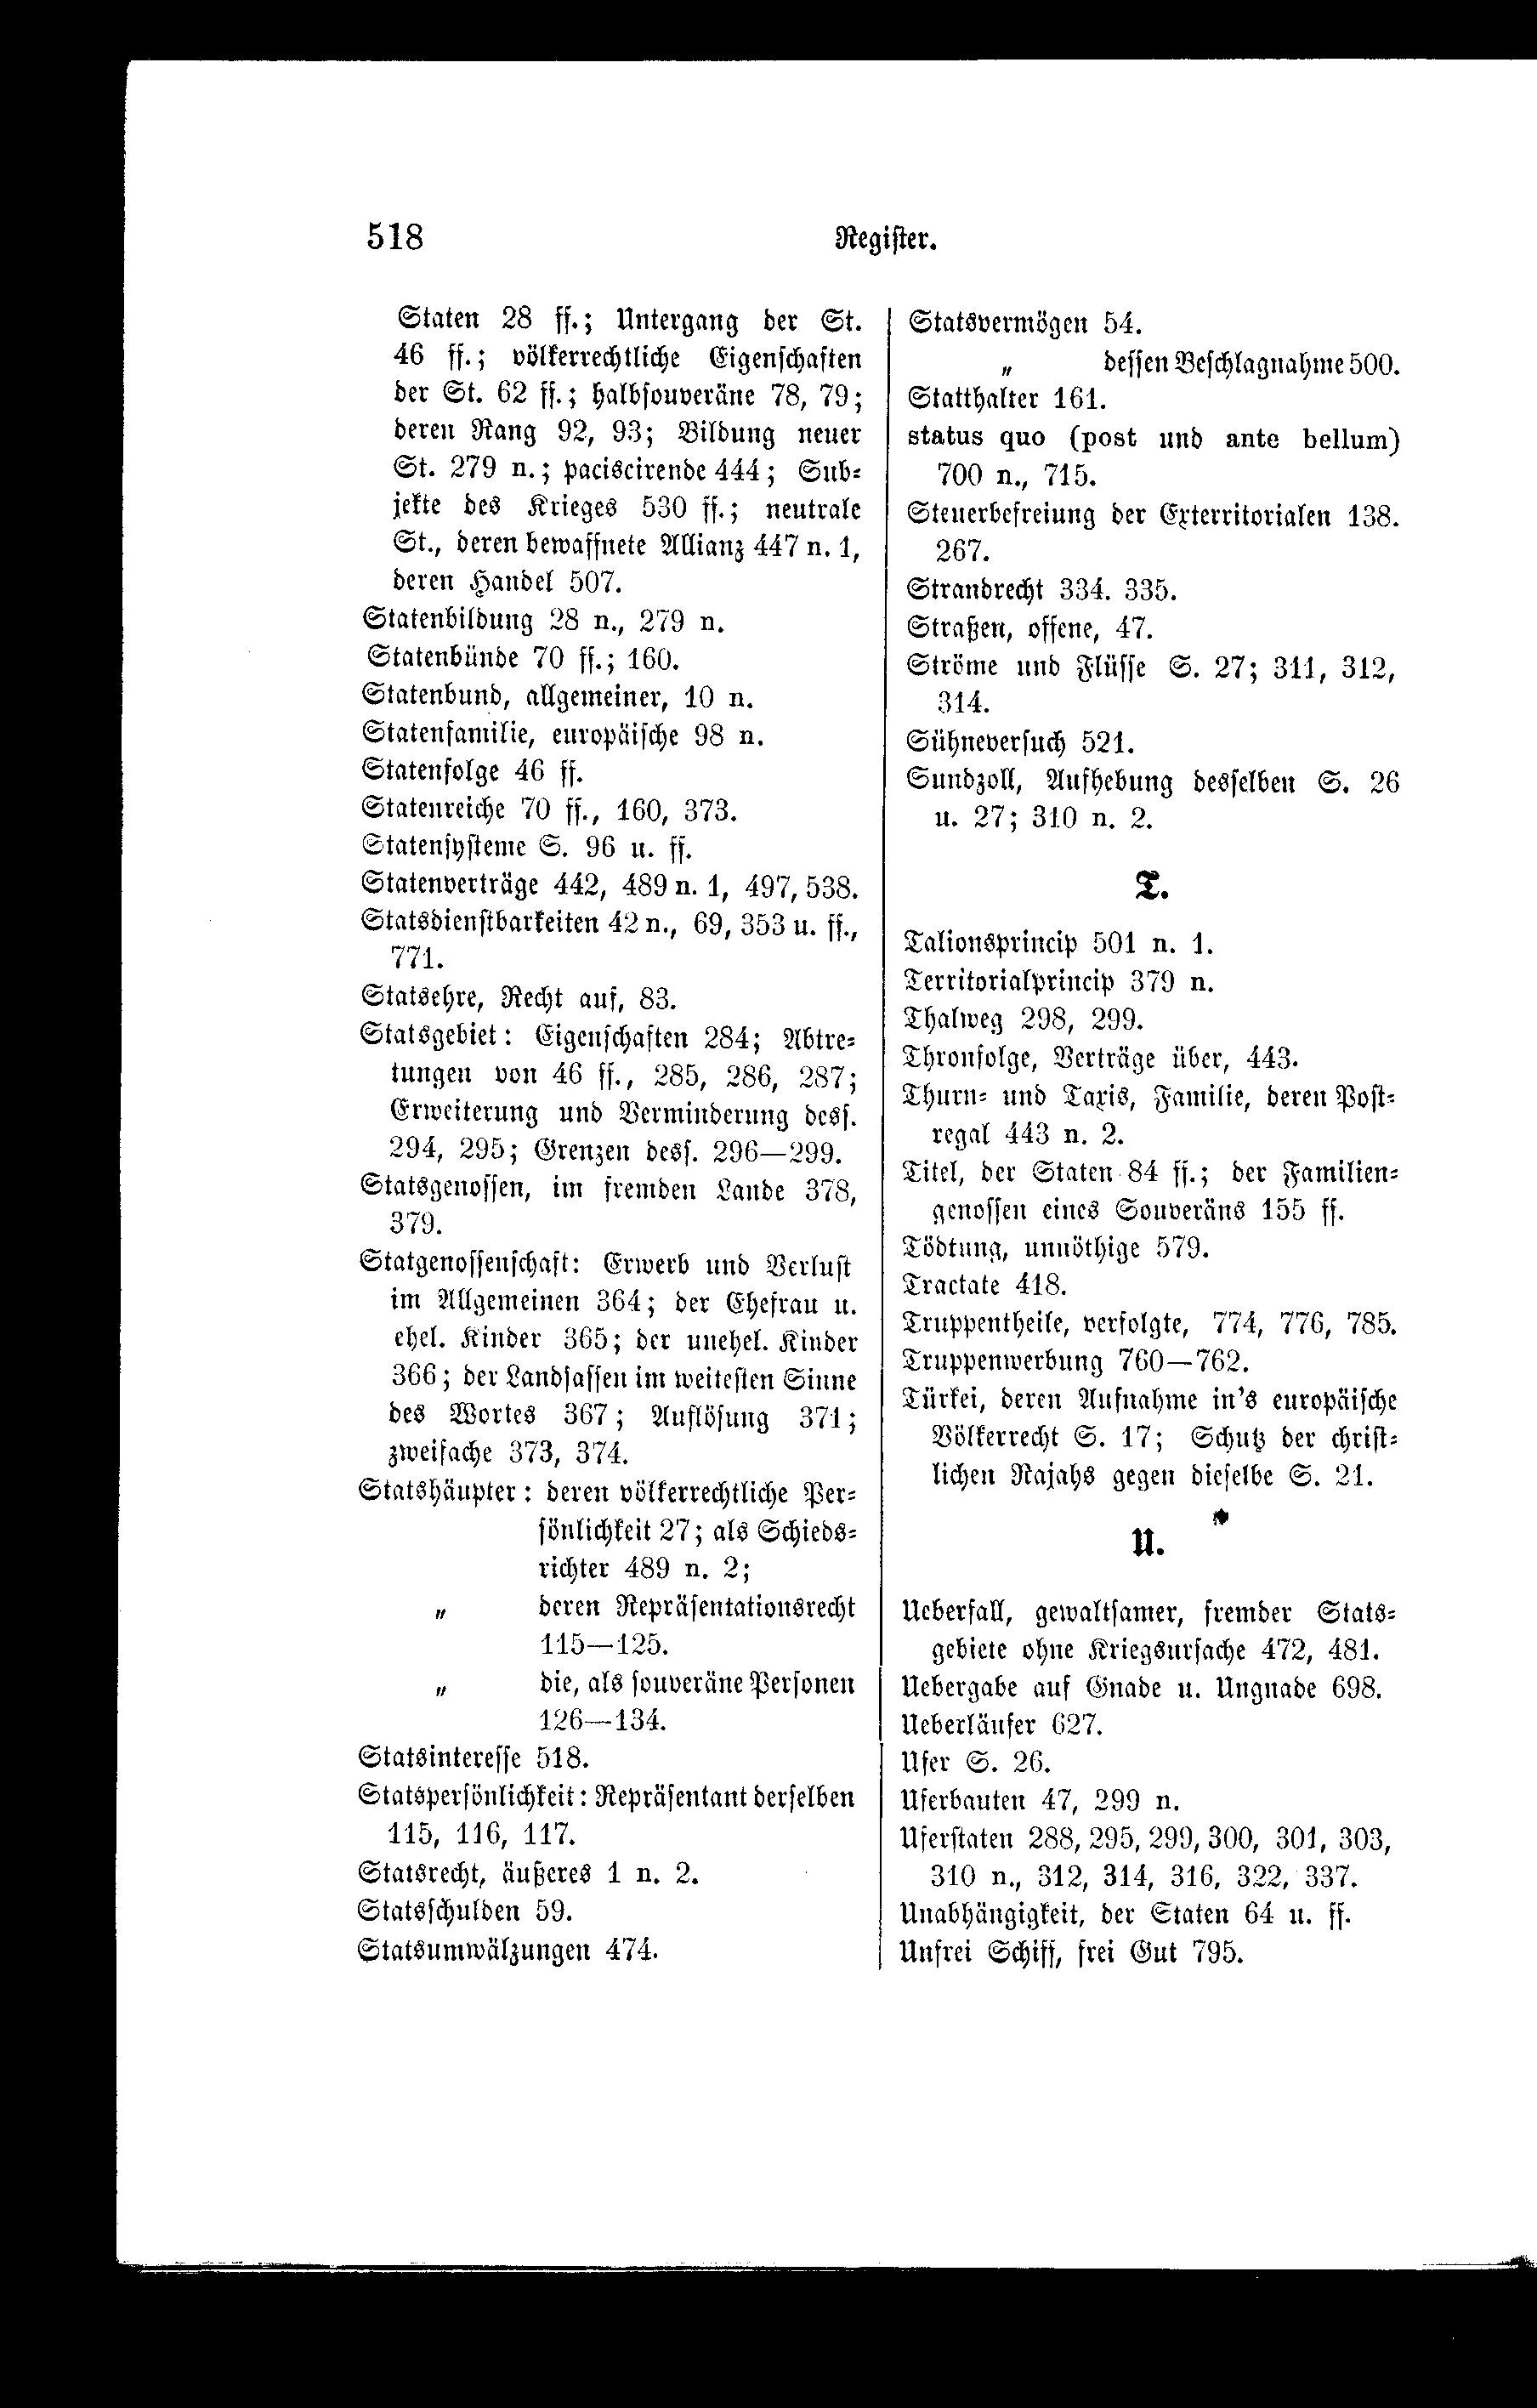 518
Register.
Staten 28 ff.; Untergang der St.
46 ff.; völkerrechtliche Eigenschaften
der St. 62 ff.; halbsouveräne 78, 79;
deren Rang 92, 93; Bildung neuer
St. 279 n.; paciscirende 444; Sub-
jekte des Krieges 530 ff.; neutrale
St., deren bewaffnete Allianz 447 n. 1,
deren Handel 507.
Statenbildung 28 n., 279 n.
Statenbünde 70 ff.; 160.
Statenbund, allgemeiner, 10 n.
Statenfamilie, europäische 98 n.
Statenfolge 46 ff.
Statenreiche 70 ff., 160, 373.
Statensysteme S. 96 u. ff.
Statenverträge 442, 489 n. 1, 497, 538.
Statsdienstbarkeiten 42 n., 69, 353 u. ff.,
771.
Statsehre, Recht auf, 83.
Statsgebiet: Eigenschaften 284; Abtre-
tungen von 46 ff., 285, 286, 287;
Erweiterung und Verminderung dess.
294, 295; Grenzen dess. 296—299.
Statsgenossen, im fremden Lande 378,
379.
Statgenossenschaft: Erwerb und Verlust
im Allgemeinen 364; der Ehefrau u.
ehel. Kinder 365; der unehel. Kinder
366; der Landsassen im weitesten Sinne
des Wortes 367; Auflösung 371;
zweifache 373, 374.
Statshäupter: deren völkerrechtliche Per-
sönlichkeit 27; als Schieds-
richter 489 n. 2;
„ deren Repräsentationsrecht
115—125.
„ die, als souveräne Personen
126—134.
Statsinteresse 518.
Statspersönlichkeit: Repräsentant derselben
115, 116, 117.
Statsrecht, äußeres 1 n. 2.
Statsschulden 59.
Statsumwälzungen 474.
Statsvermögen 54.
„ dessen Beschlagnahme 500.
Statthalter 161.
status quo (post und ante bellum)
700 n., 715.
Steuerbefreiung der Exterritorialen 138.
267.
Strandrecht 334. 335.
Straßen, offene, 47.
Ströme und Flüsse S. 27; 311, 312,
314.
Sühneversuch 521.
Sundzoll, Aufhebung desselben S. 26
u. 27; 310 n. 2.
T.
Talionsprincip 501 n. 1.
Territorialprincip 379 n.
Thalweg 298, 299.
Thronfolge, Verträge über, 443.
Thurn- und Taxis, Familie, deren Post-
regal 443 n. 2.
Titel, der Staten 84 ff.; der Familien-
genossen eines Souveräns 155 ff.
Tödtung, unnöthige 579.
Tractate 418.
Truppentheile, verfolgte, 774, 776, 785.
Truppenwerbung 760—762.
Türkei, deren Aufnahme in's europäische
Völkerrecht S. 17; Schutz der christ-
lichen Rajahs gegen dieselbe S. 21.
U.
Ueberfall, gewaltsamer, fremder Stats-
gebiete ohne Kriegsursache 472, 481.
Uebergabe auf Gnade u. Ungnade 698.
Ueberläufer 627.
Ufer S. 26.
Uferbauten 47, 299 n.
Uferstaten 288, 295, 299, 300, 301, 303,
310 n., 312, 314, 316, 322, 337.
Unabhängigkeit, der Staten 64 u. ff.
Unfrei Schiff, frei Gut 795.